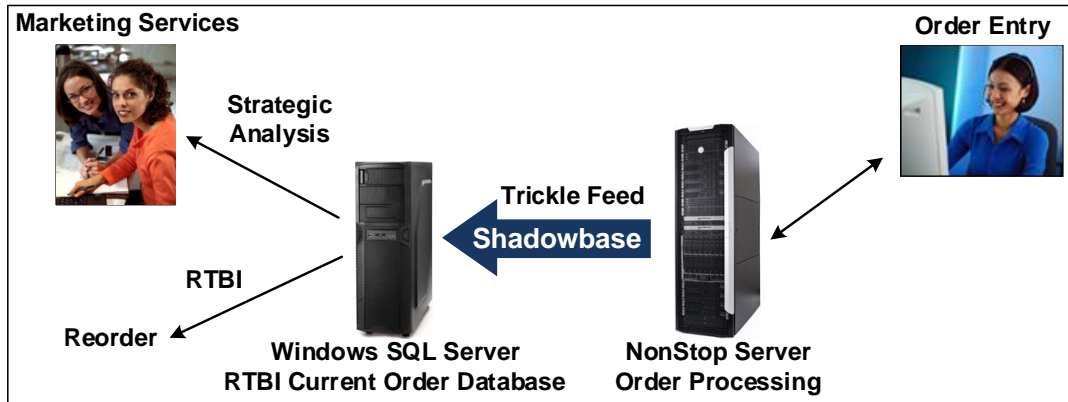 Marketing Services
Order Entry
Strategic
Analysis
Trickle Feed
Shadowbase
RTBI
Reorder
Windows SQL Server
RTBI Current Order Database
NonStop Server
Order Processing